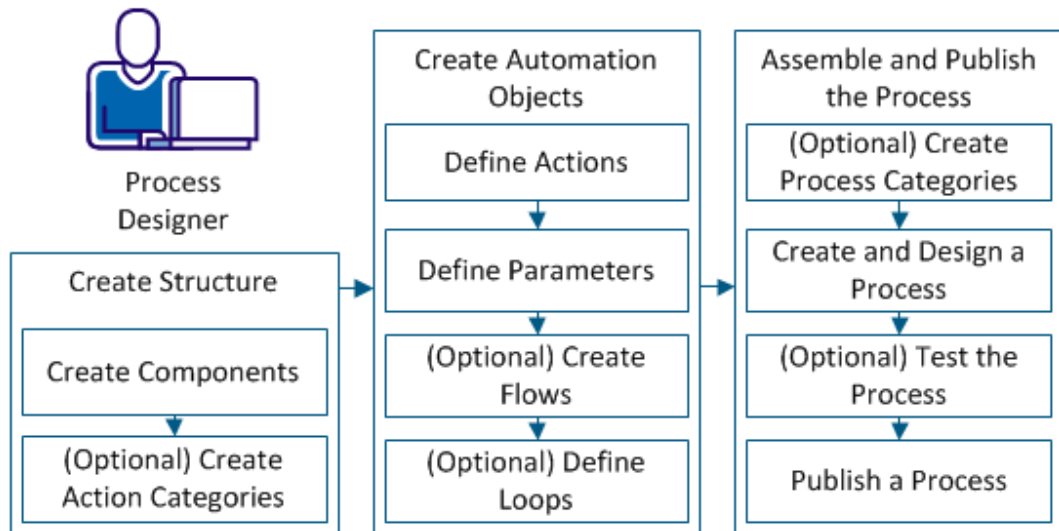 Process
Designer
Create Structure
Create Components
(Optional) Create
Action Categories
Create Automation
Objects
Define Actions
Define Parameters
(Optional) Create
Flows
(Optional) Define
Loops
Assemble and Publish
the Process
(Optional) Create
Process Categories
Create and Design a
Process
(Optional) Test the
Process
Publish a Process